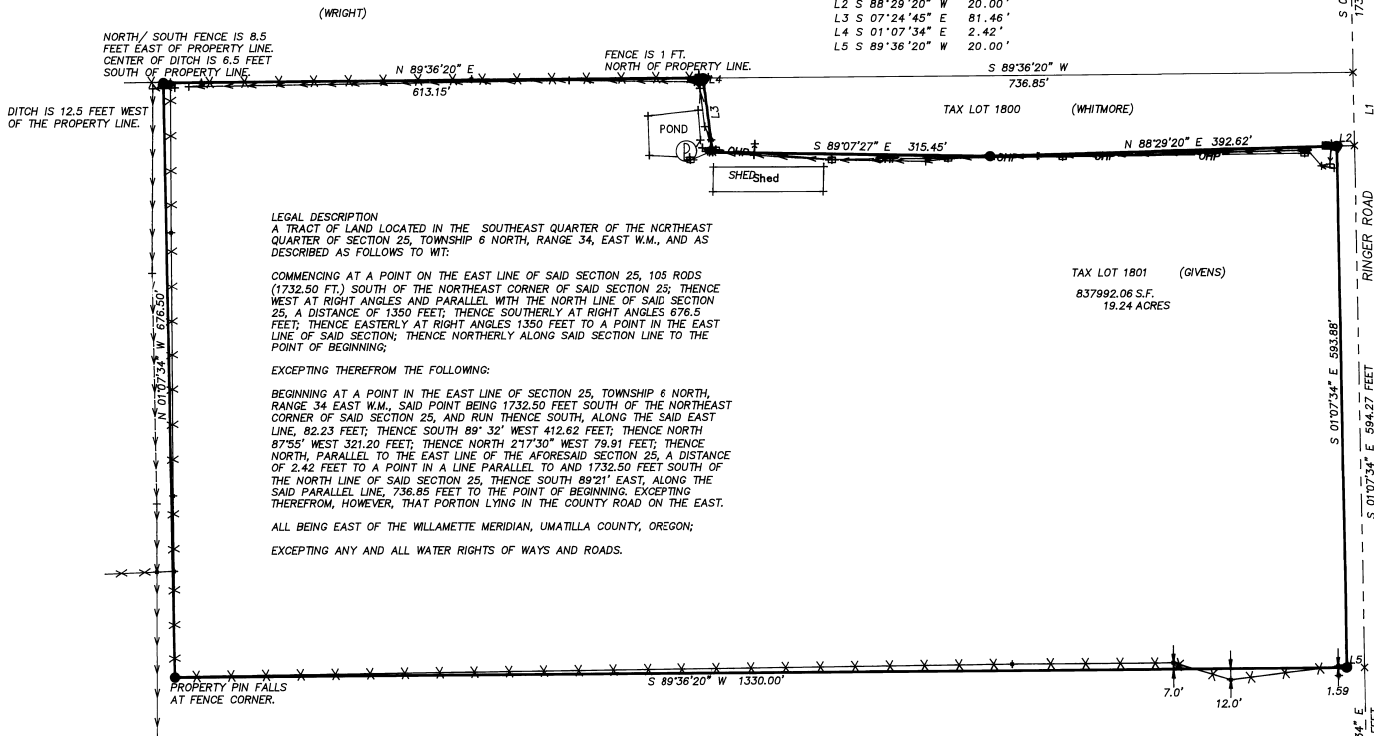 (WRIGHT)
L2 S 88°29'20" W 20.00'
L3 S 07°24'45" E 81.46'
L4 S 01°07'34" E 2.42'
L5 S 89°36'20" W 20.00'
NORTH/ SOUTH FENCE IS 8.5
FEET EAST OF PROPERTY LINE.
CENTER OF DITCH IS 6.5 FEET
SOUTH OF PROPERTY LINE.
N 89°36'20" E
613.15'
FENCE IS 1 FT.
NORTH OF PROPERTY LINE.
L4
S 89°36'20" W
736.85'
DITCH IS 12.5 FEET WEST
OF THE PROPERTY LINE.
L3
POND
P
TAX LOT 1800 (WHITMORE)
L1
L2
OHP
S 89°07'27" E 315.45'
OHP
OHP
N 88°29'20" E 392.62'
OHP
OHP
SHED
Shed
RINGER ROAD
LEGAL DESCRIPTION
A TRACT OF LAND LOCATED IN THE SOUTHEAST QUARTER OF THE NORTHEAST
QUARTER OF SECTION 25, TOWNSHIP 6 NORTH, RANGE 34, EAST W.M., AND AS
DESCRIBED AS FOLLOWS TO WIT:
COMMENCING AT A POINT ON THE EAST LINE OF SAID SECTION 25, 105 RODS
(1732.50 FT.) SOUTH OF THE NORTHEAST CORNER OF SAID SECTION 25; THENCE
WEST AT RIGHT ANGLES AND PARALLEL WITH THE NORTH LINE OF SAID SECTION
25, A DISTANCE OF 1350 FEET; THENCE SOUTHERLY AT RIGHT ANGLES 676.5
FEET; THENCE EASTERLY AT RIGHT ANGLES 1350 FEET TO A POINT IN THE EAST
LINE OF SAID SECTION; THENCE NORTHERLY ALONG SAID SECTION LINE TO THE
POINT OF BEGINNING;
EXCEPTING THEREFROM THE FOLLOWING:
BEGINNING AT A POINT IN THE EAST LINE OF SECTION 25, TOWNSHIP 6 NORTH,
RANGE 34 EAST W.M., SAID POINT BEING 1732.50 FEET SOUTH OF THE NORTHEAST
CORNER OF SAID SECTION 25, AND RUN THENCE SOUTH, ALONG THE SAID EAST
LINE, 82.23 FEET; THENCE SOUTH 89° 32' WEST 412.62 FEET; THENCE NORTH
87°55' WEST 321.20 FEET; THENCE NORTH 2°17'30" WEST 79.91 FEET; THENCE
NORTH, PARALLEL TO THE EAST LINE OF THE AFORESAID SECTION 25, A DISTANCE
OF 2.42 FEET TO A POINT IN A LINE PARALLEL TO AND 1732.50 FEET SOUTH OF
THE NORTH LINE OF SAID SECTION 25, THENCE SOUTH 89°21' EAST, ALONG THE
SAID PARALLEL LINE, 736.85 FEET TO THE POINT OF BEGINNING. EXCEPTING
THEREFROM, HOWEVER, THAT PORTION LYING IN THE COUNTY ROAD ON THE EAST.
ALL BEING EAST OF THE WILLAMETTE MERIDIAN, UMATILLA COUNTY, OREGON;
EXCEPTING ANY AND ALL WATER RIGHTS OF WAYS AND ROADS.
TAX LOT 1801 (GIVENS)
837992.06 S.F.
19.24 ACRES
N 01°07'34" W 676.50'
S 01°07'34" E 593.88'
S 01°07'34" E 594.27 FEET
S 89°36'20" W 1330.00'
PROPERTY PIN FALLS
AT FENCE CORNER.
7.0'
12.0'
1.59
L5